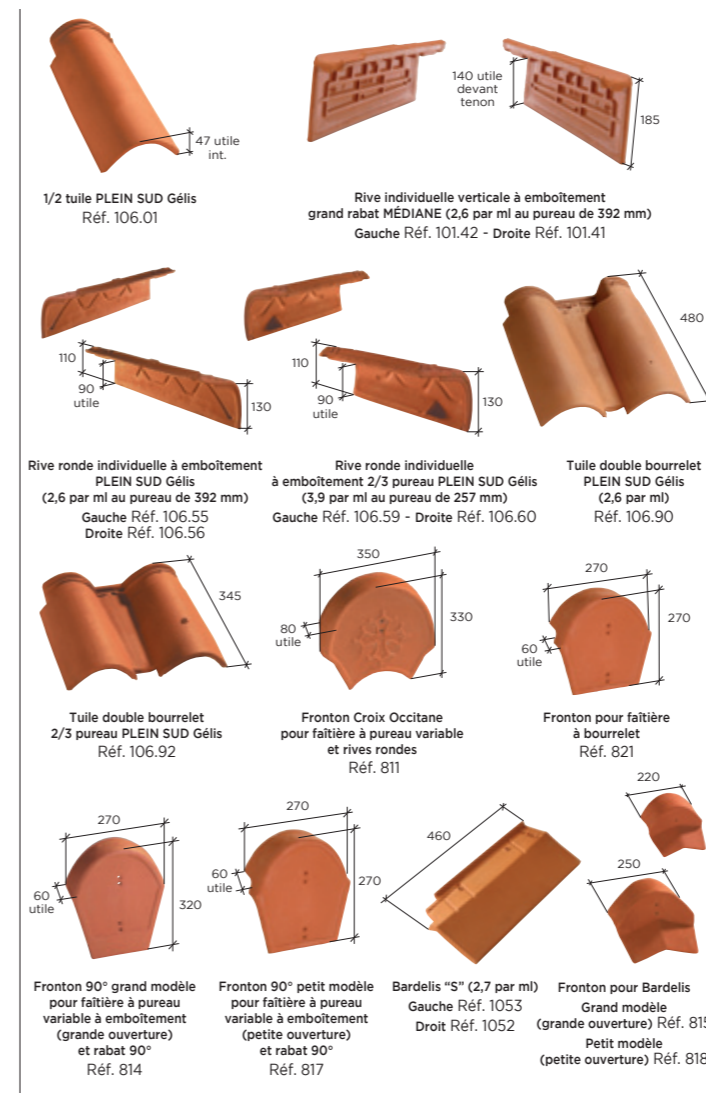 47 utile
int.
140 utile
devant
tenon
185
1/2 tuile PLEIN SUD Gélis
Réf. 106.01
Rive individuelle verticale à emboîtement
grand rabat MÉDIANE (2,6 par ml au pureau de 392 mm)
Gauche Réf. 101.42 - Droite Réf. 101.41
110
90
utile
130
110
90
utile
130
480
Rive ronde individuelle à emboîtement
PLEIN SUD Gélis
(2,6 par ml au pureau de 392 mm)
Gauche Réf. 106.55
Droite Réf. 106.56
Rive ronde individuelle
à emboîtement 2/3 pureau PLEIN SUD Gélis
(3,9 par ml au pureau de 257 mm)
Gauche Réf. 106.59 - Droite Réf. 106.60
Tuile double bourrelet
PLEIN SUD Gélis
(2,6 par ml)
Réf. 106.90
345
350
80
utile
330
270
60
utile
270
Tuile double bourrelet
2/3 pureau PLEIN SUD Gélis
Réf. 106.92
Fronton Croix Occitane
pour faîtière à pureau variable
et rives rondes
Réf. 811
Fronton pour faîtière
à bourrelet
Réf. 821
270
60
utile
320
270
60
utile
270
460
220
250
Fronton 90° grand modèle
pour faîtière à pureau
variable à emboîtement
(grande ouverture)
et rabat 90°
Réf. 814
Fronton 90° petit modèle
pour faîtière à pureau
variable à emboîtement
(petite ouverture)
et rabat 90°
Réf. 817
Bardelis “S” (2,7 par ml)
Gauche Réf. 1053
Droit Réf. 1052
Fronton pour Bardelis
Grand modèle
(grande ouverture) Réf. 815
Petit modèle
(petite ouverture) Réf. 818